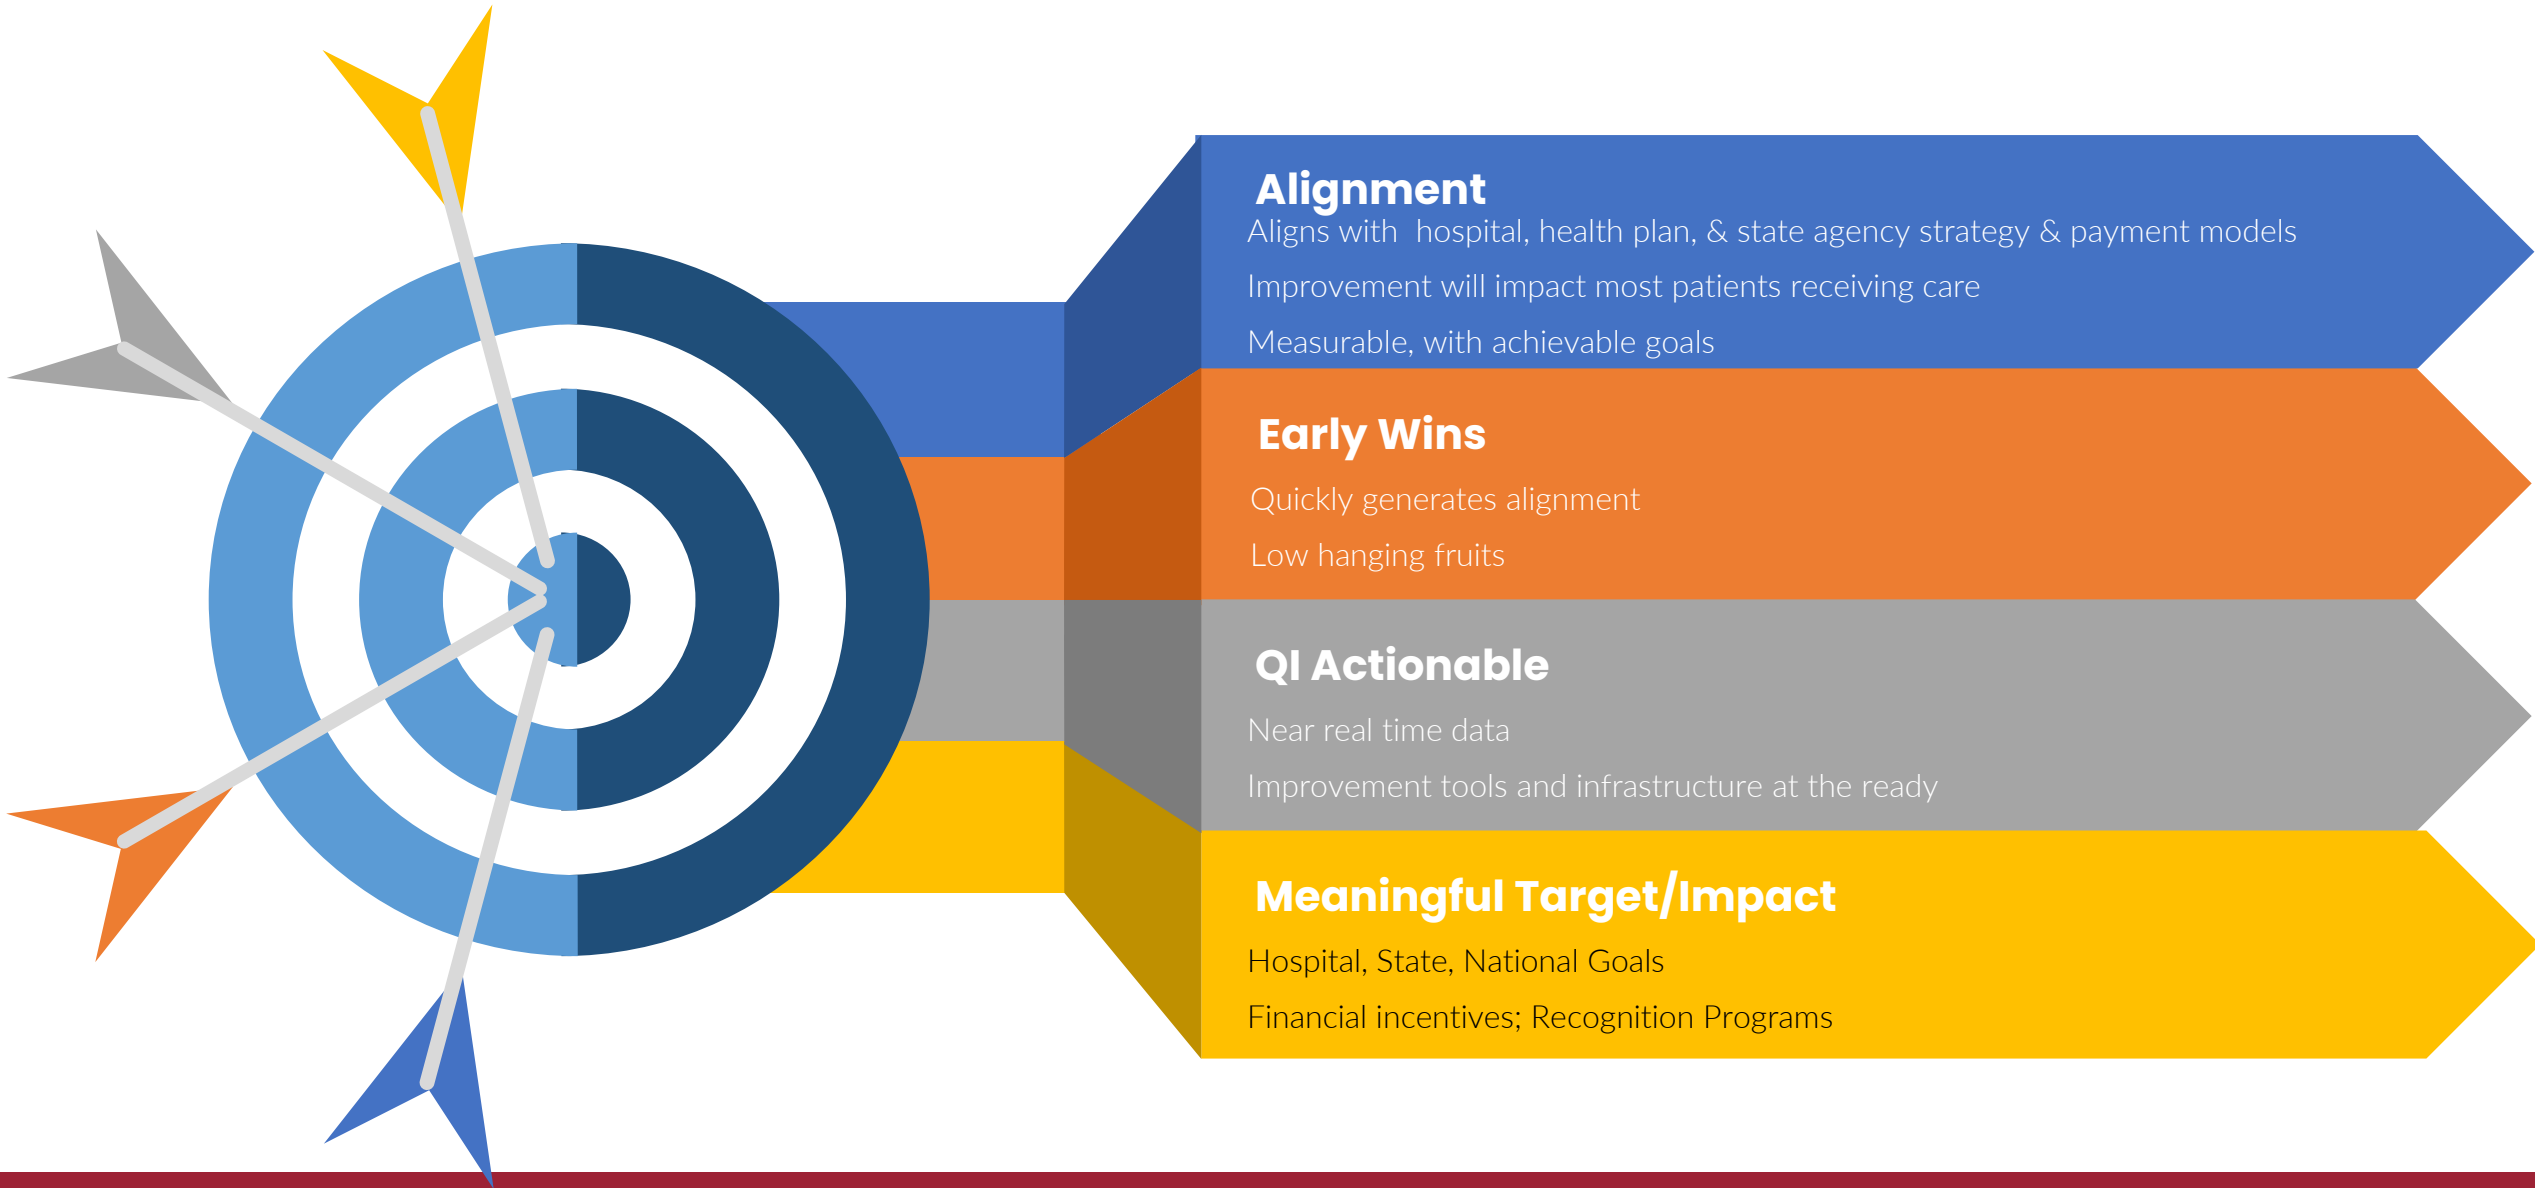 Alignment
Aligns with  hospital, health plan, & state agency strategy & payment models
Improvement will impact most patients receiving care
Measurable, with achievable goals
Early Wins
Quickly generates alignment
Low hanging fruits
QI Actionable
Near real time data
Improvement tools and infrastructure at the ready
Meaningful Target/Impact
Hospital, State, National Goals
Financial incentives; Recognition Programs